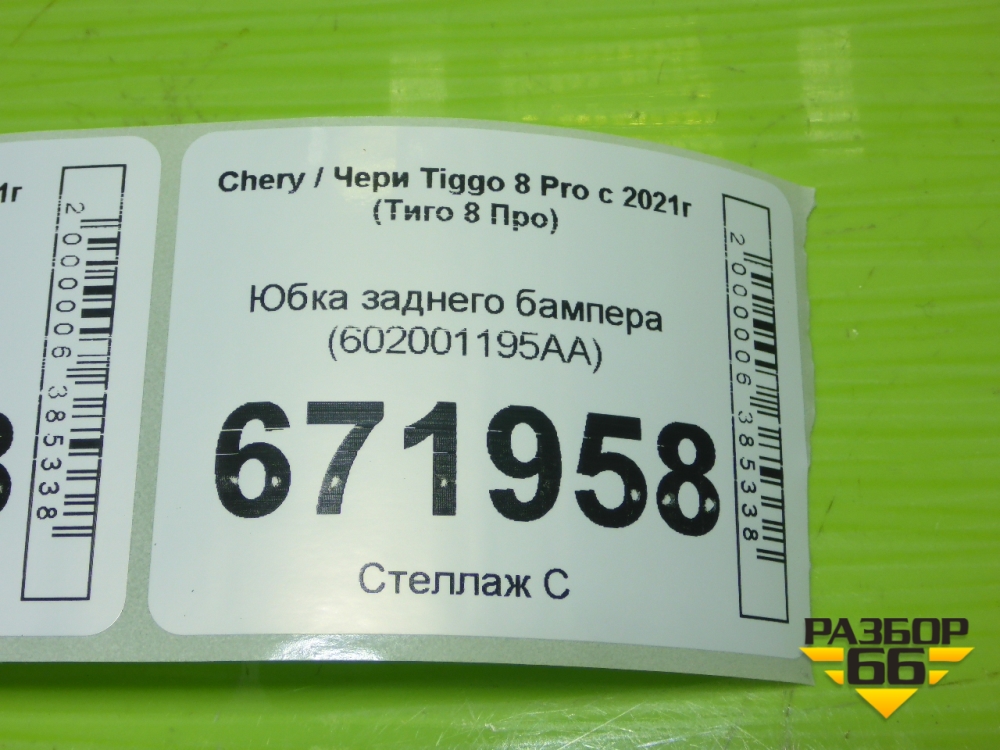 1г
2000006385338
Chery / Чери Tiggo 8 Pro с 2021г
(Тиго 8 Про)
Юбка заднего бампера
(602001195AA)
671958
Стеллаж С
2000006385338
РАЗБОР
66